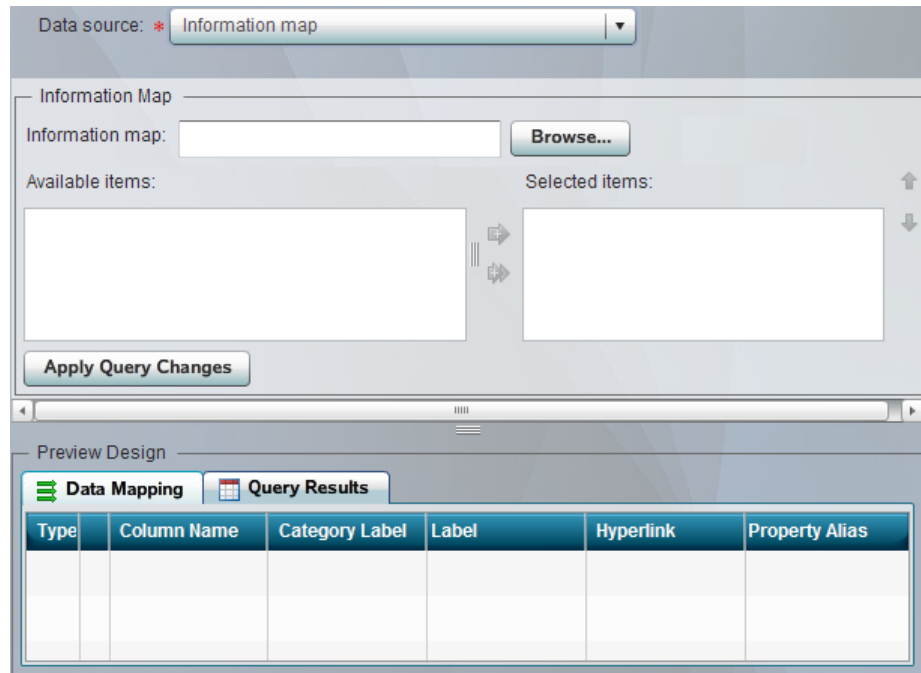 Data source: * Information map
Information Map
Information map: Browse...
Available items: Selected items:
Apply Query Changes
Preview Design
Data Mapping Query Results
Type Column Name Category Label Label Hyperlink Property Alias